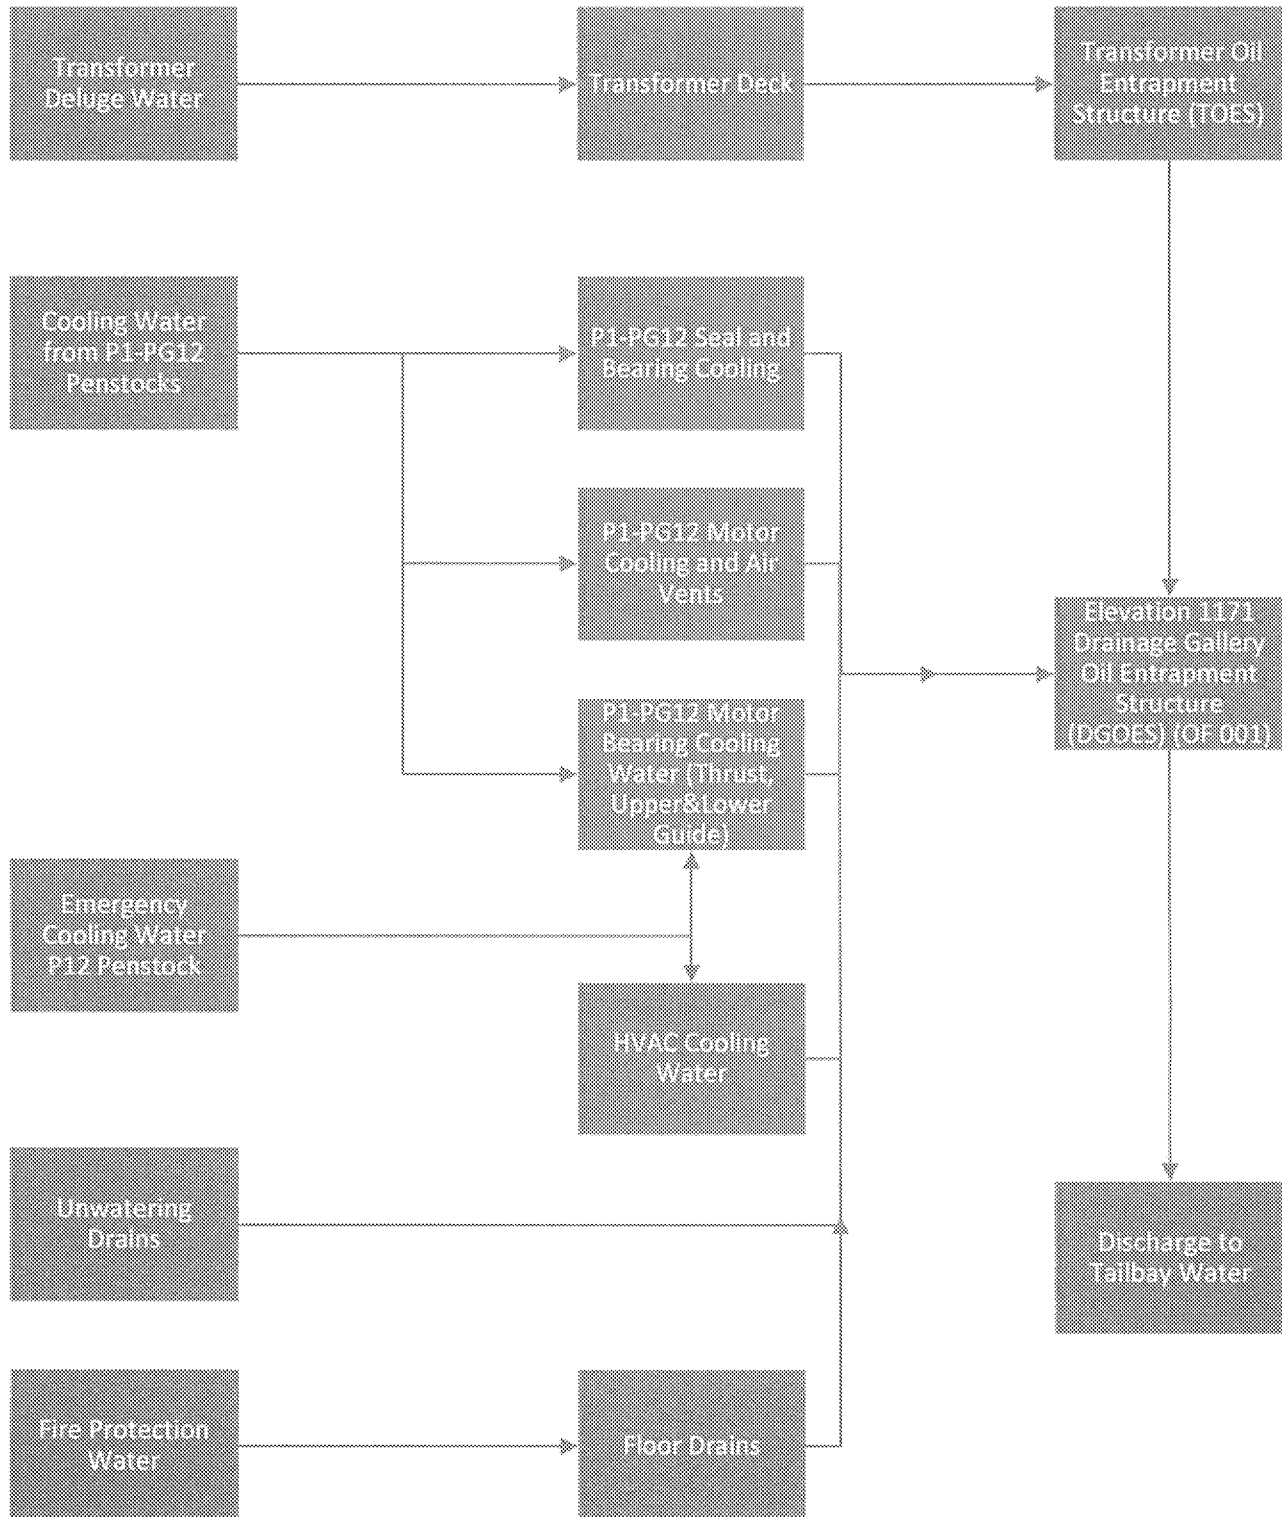 Transformer
Deluge Water
Transformer Deck
Transformer Oil
Entrapment
Structure (TOES)
Cooling Water
from P1-PG12
Penstocks
P1-PG12 Seal and
Bearing Cooling
P1-PG12 Motor
Cooling and Air
Vents
P1-PG12 Motor
Bearing Cooling
Water (Thrust,
Upper&Lower
Guide)
Elevation 1171
Drainage Gallery
Oil Entrapment
Structure
(DGOES) (OF 001)
Emergency
Cooling Water
P12 Penstock
HVAC Cooling
Water
Unwatering
Drains
Discharge to
Tailbay Water
Fire Protection
Water
Floor Drains